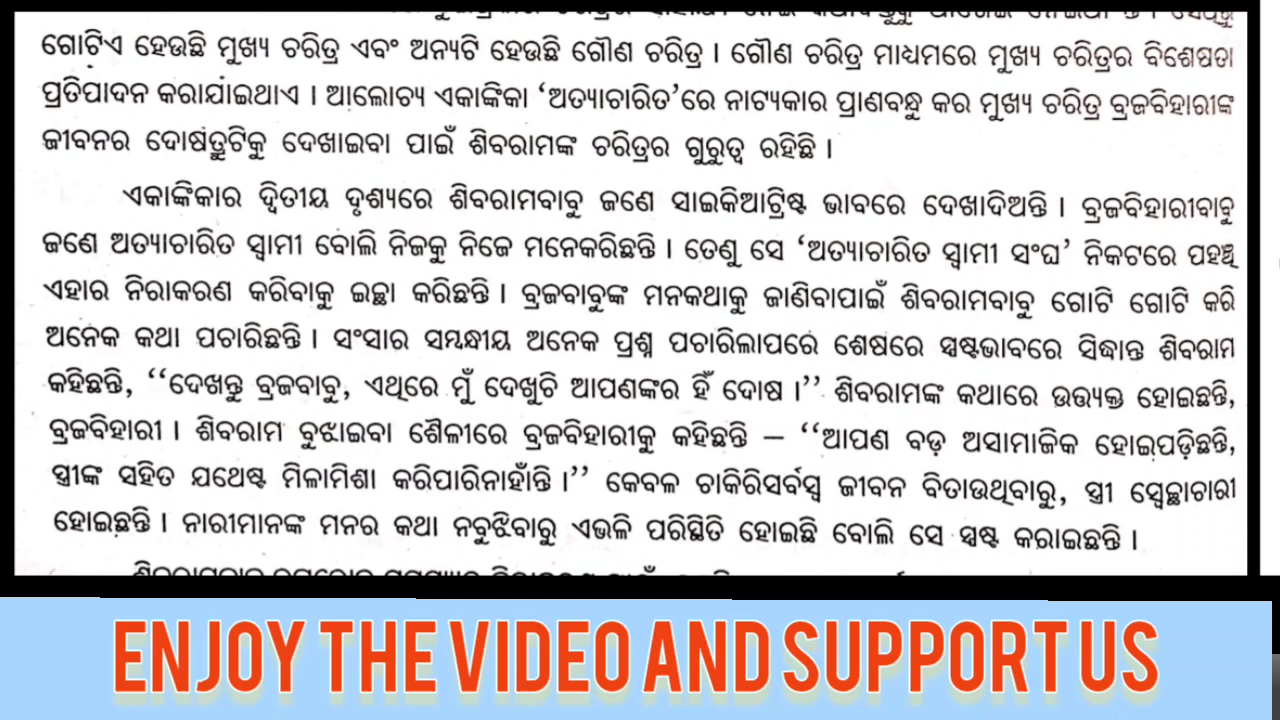 ଗୋଟିଏ ହେଉଛି ମୁଖ୍ୟ ଚରିତ୍ର ଏବଂ ଅନ୍ୟଟି ହେଉଛି ଗୌଣ ଚରିତ୍ର । ଗୌଣ ଚରିତ୍ର ମାଧ୍ୟମରେ ମୁଖ୍ୟ ଚରିତ୍ରର ବିଶେଷତା
ପ୍ରତିପାଦନ କରାଯାଇଥାଏ । ଆଲୋଚ୍ୟ ଏକାଙ୍କିକା ‘ଅତ୍ୟାଚାରିତ’ରେ ନାଟ୍ୟକାର ପ୍ରାଣବନ୍ଧୁ କର ମୁଖ୍ୟ ଚରିତ୍ର ବ୍ରଜବିହାରୀଙ୍କ
ଜୀବନର ଦୋଷତ୍ରୁଟିକୁ ଦେଖାଇବା ପାଇଁ ଶିବରାମଙ୍କ ଚରିତ୍ରର ଗୁରୁତ୍ୱ ରହିଛି ।
ଏକାଙ୍କିକାର ଦ୍ୱିତୀୟ ଦୃଶ୍ୟରେ ଶିବରାମବାବୁ ଜଣେ ସାଇକିଆଟ୍ରିଷ୍ଟ ଭାବରେ ଦେଖାଦିଅନ୍ତି । ବ୍ରଜବିହାରୀବାବୁ
ଜଣେ ଅତ୍ୟାଚାରିତ ସ୍ୱାମୀ ବୋଲି ନିଜକୁ ନିଜେ ମନେକରିଛନ୍ତି । ତେଣୁ ସେ ‘ଅତ୍ୟାଚାରିତ ସ୍ୱାମୀ ସଂଘ’ ନିକଟରେ ପହଞ୍ଚି
ଏହାର ନିରାକରଣ କରିବାକୁ ଇଚ୍ଛା କରିଛନ୍ତି । ବ୍ରଜବାବୁଙ୍କ ମନକଥାକୁ ଜାଣିବାପାଇଁ ଶିବରାମବାବୁ ଗୋଟି ଗୋଟି କରି
ଅନେକ କଥା ପଚାରିଛନ୍ତି । ସଂସାର ସମ୍ବନ୍ଧୀୟ ଅନେକ ପ୍ରଶ୍ନ ପଚାରିଲାପରେ ଶେଷରେ ସ୍ପଷ୍ଟଭାବରେ ସିଦ୍ଧାନ୍ତ ଶିବରାମ
କହିଛନ୍ତି, ‘‘ଦେଖନ୍ତୁ ବ୍ରଜବାବୁ, ଏଥିରେ ମୁଁ ଦେଖୁଚି ଆପଣଙ୍କର ହିଁ ଦୋଷ ।’’ ଶିବରାମଙ୍କ କଥାରେ ଉତ୍ତ୍ୟକ୍ତ ହୋଇଛନ୍ତି,
ବ୍ରଜବିହାରୀ । ଶିବରାମ ବୁଝାଇବା ଶୈଳୀରେ ବ୍ରଜବିହାରୀକୁ କହିଛନ୍ତି – ‘‘ଆପଣ ବଡ଼ ଅସାମାଜିକ ହୋଇପଡ଼ିଛନ୍ତି,
ସ୍ତ୍ରୀଙ୍କ ସହିତ ଯଥେଷ୍ଟ ମିଳାମିଶା କରିପାରିନାହାଁନ୍ତି ।’’ କେବଳ ଚାକିରିସର୍ବସ୍ୱ ଜୀବନ ବିତାଉଥିବାରୁ, ସ୍ତ୍ରୀ ସ୍ୱେଚ୍ଛାଚାରୀ
ହୋଇଛନ୍ତି । ନାରୀମାନଙ୍କ ମନର କଥା ନବୁଝିବାରୁ ଏଭଳି ପରିସ୍ଥିତି ହୋଇଛି ବୋଲି ସେ ସ୍ପଷ୍ଟ କରାଇଛନ୍ତି ।
ENJOY THE VIDEO AND SUPPORT US